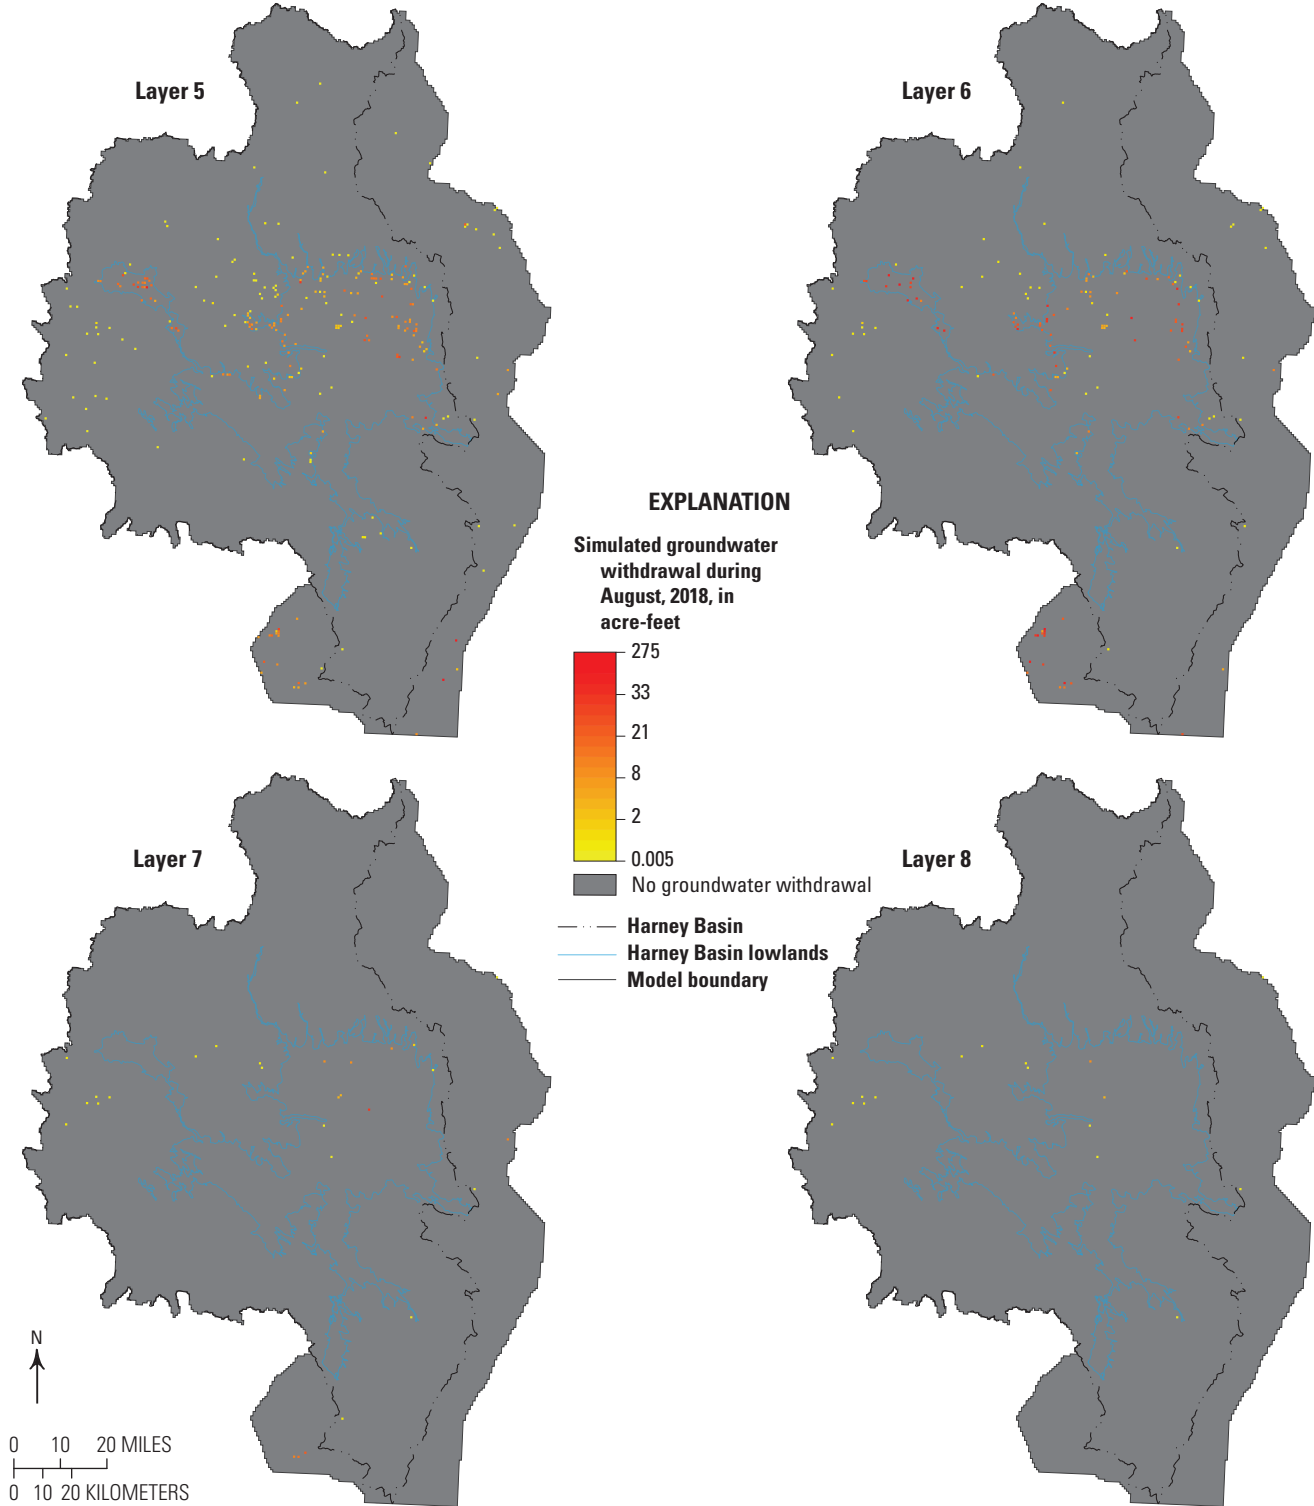 Layer 5
Layer 6
EXPLANATION
Simulated groundwater
withdrawal during
August, 2018, in
acre-feet
275
33
21
8
2
0.005
No groundwater withdrawal
Harney Basin
Harney Basin lowlands
Model boundary
Layer 7
Layer 8
N
0 10 20 MILES
0 10 20 KILOMETERS